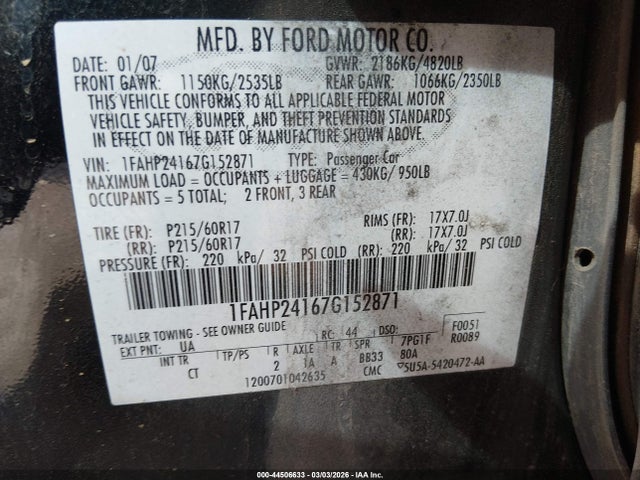 MFD. BY FORD MOTOR CO.
DATE: 01/07 GVWR: 2186KG/4820LB
FRONT GAWR: 1150KG/2535LB REAR GAWR: 1066KG/2350LB
THIS VEHICLE CONFORMS TO ALL APPLICABLE FEDERAL MOTOR
VEHICLE SAFETY, BUMPER, AND THEFT PREVENTION STANDARDS
IN EFFECT ON THE DATE OF MANUFACTURE SHOWN ABOVE.
VIN: 1FAHP24167G152871 TYPE: Passenger Car
MAXIMUM LOAD = OCCUPANTS + LUGGAGE = 430KG/ 950LB
OCCUPANTS = 5 TOTAL; 2 FRONT, 3 REAR
TIRE (FR): P215/60R17 RIMS (FR): 17X7.0J
(RR): P215/60R17 (RR): 17X7.0J
PRESSURE (FR): 220 kPa/ 32 PSI COLD (RR): 220 kPa/ 32 PSI COLD
1FAHP24167G152871
TRAILER TOWING - SEE OWNER GUIDE
EXT PNT: UA RC: 44 DSO: F0051
INT TR TP/PS R AXLE TR SPR 7PG1F R0089
CT 2 1A A BB33 80A
1200701042635 CMC ▽5U5A-5420472-AA
000-44506633 - 03/03/2026 - IAA Inc.